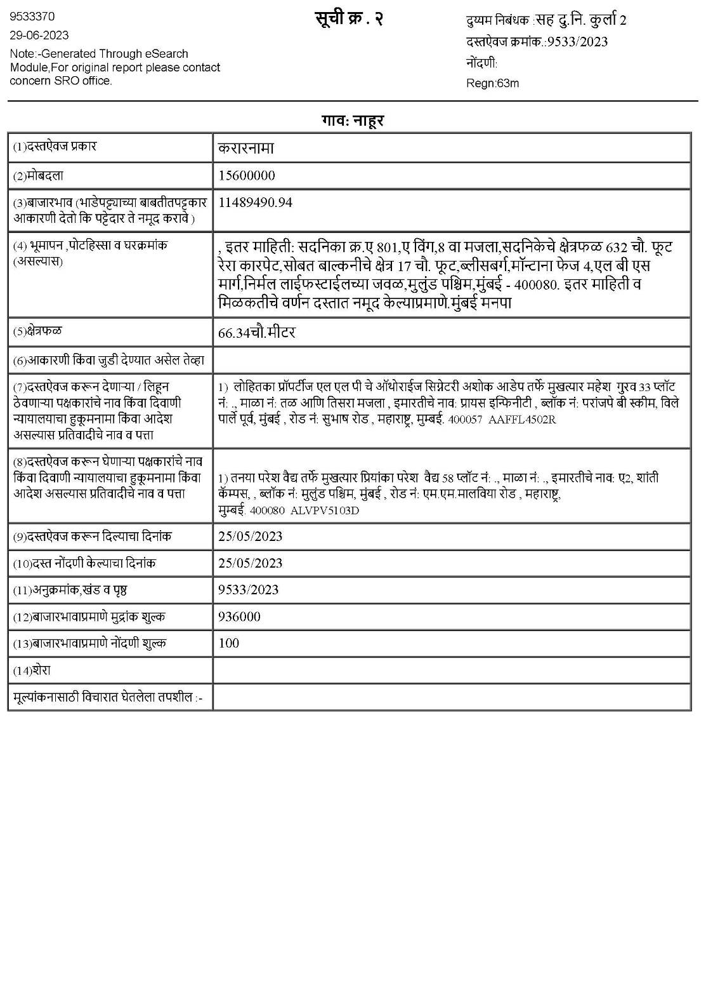 9533370
29-06-2023
Note:-Generated Through eSearch
Module,For original report please contact
concern SRO office.
सूची क्र . २
दुय्यम निबंधक :सह दु.नि. कुर्ला 2
दस्तऐवज क्रमांक.:9533/2023
नोंदणी:
Regn:63m
गाव: नाहूर
(1)दस्तऐवज प्रकार
करारनामा
(2)मोबदला
15600000
(3)बाजारभाव (भाडेपट्ट्याच्या बाबतीतपट्टकार
आकारणी देतो कि पट्टेदार ते नमूद करावे )
11489490.94
(4) भूमापन ,पोटहिस्सा व घरक्रमांक
(असल्यास)
, इतर माहिती: सदनिका क्र.ए 801,ए विंग,8 वा मजला,सदनिकेचे क्षेत्रफळ 632 चौ. फूट
रेरा कारपेट,सोबत बाल्कनीचे क्षेत्र 17 चौ. फूट,ब्लीसबर्ग,मॉन्टाना फेज 4,एल बी एस
मार्ग,निर्मल लाईफस्टाईलच्या जवळ,मुलुंड पश्चिम,मुंबई - 400080. इतर माहिती व
मिळकतीचे वर्णन दस्तात नमूद केल्याप्रमाणे.मुंबई मनपा
(5)क्षेत्रफळ
66.34चौ.मीटर
(6)आकारणी किंवा जुडी देण्यात असेल तेव्हा
(7)दस्तऐवज करून देणाऱ्या / लिहून
ठेवणाऱ्या पक्षकारांचे नाव किंवा दिवाणी
न्यायालयाचा हुकूमनामा किंवा आदेश
असल्यास प्रतिवादीचे नाव व पत्ता
1) लोहितका प्रॉपर्टीज एल एल पी चे ऑथोराईज सिग्नेटरी अशोक आडेप तर्फे मुखत्यार महेश गुरव 33 प्लॉट
नं: ., माळा नं: तळ आणि तिसरा मजला , इमारतीचे नाव: प्रायस इन्फिनीटी , ब्लॉक नं: परांजपे बी स्कीम, विले
पार्ले पूर्व, मुंबई , रोड नं: सुभाष रोड , महाराष्ट्र, मुम्बई. 400057 AAFFL4502R
(8)दस्तऐवज करून घेणाऱ्या पक्षकारांचे नाव
किंवा दिवाणी न्यायालयाचा हुकूमनामा किंवा
आदेश असल्यास प्रतिवादीचे नाव व पत्ता
1) तनया परेश वैद्य तर्फे मुखत्यार प्रियांका परेश वैद्य 58 प्लॉट नं: ., माळा नं: ., इमारतीचे नाव: ए2, शांती
कॅम्पस, , ब्लॉक नं: मुलुंड पश्चिम, मुंबई , रोड नं: एम.एम.मालविया रोड , महाराष्ट्र,
मुम्बई. 400080 ALVPV5103D
(9)दस्तऐवज करून दिल्याचा दिनांक
25/05/2023
(10)दस्त नोंदणी केल्याचा दिनांक
25/05/2023
(11)अनुक्रमांक,खंड व पृष्ठ
9533/2023
(12)बाजारभावाप्रमाणे मुद्रांक शुल्क
936000
(13)बाजारभावाप्रमाणे नोंदणी शुल्क
100
(14)शेरा
मूल्यांकनासाठी विचारात घेतलेला तपशील :-